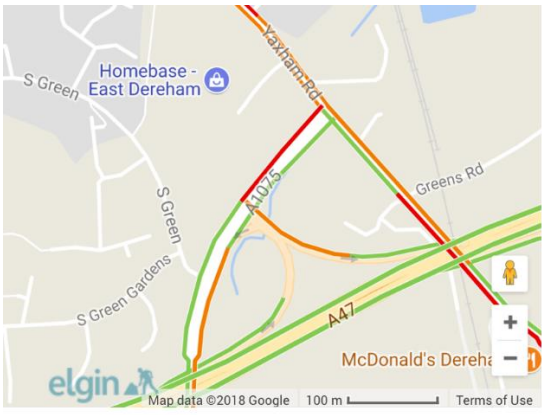 Yaxham Rd
Homebase -
East Dereham
S Green
Greens Rd
A1075
S Green
S Green Gardens
A47
McDonald's Dereha
elgin
Map data ©2018 Google
100 m
Terms of Use
+
−